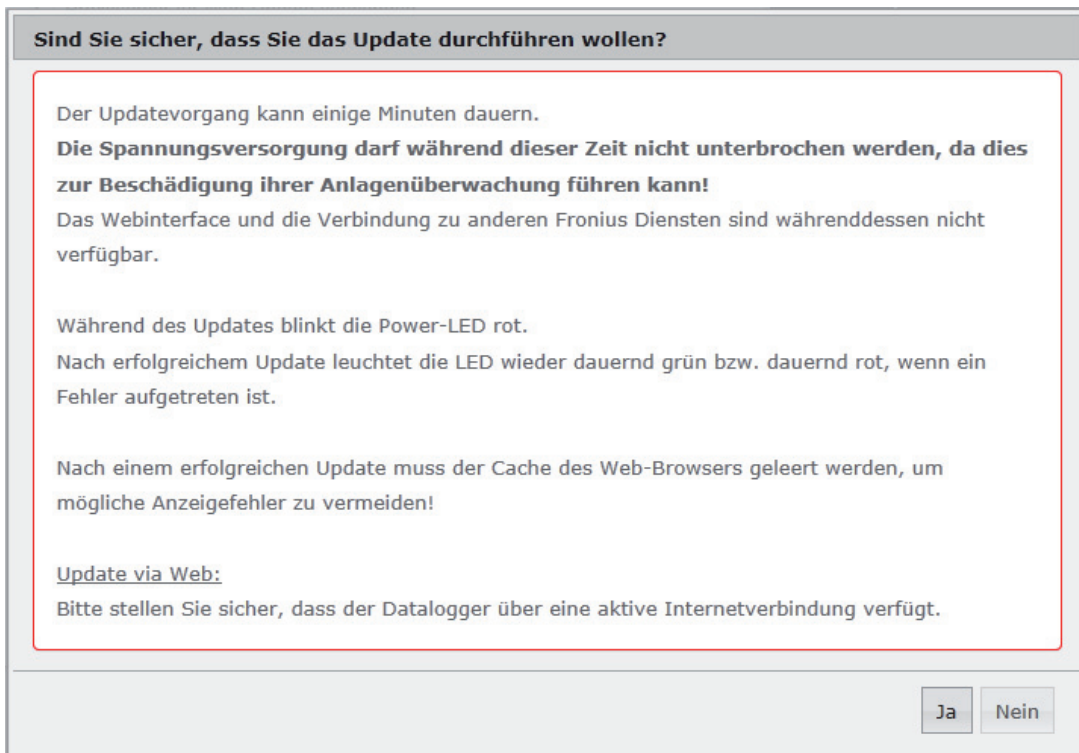 Sind Sie sicher, dass Sie das Update durchführen wollen?
Der Updatevorgang kann einige Minuten dauern.
Die Spannungsversorgung darf während dieser Zeit nicht unterbrochen werden, da dies
zur Beschädigung ihrer Anlagenüberwachung führen kann!
Das Webinterface und die Verbindung zu anderen Fronius Diensten sind währenddessen nicht
verfügbar.
Während des Updates blinkt die Power-LED rot.
Nach erfolgreichem Update leuchtet die LED wieder dauernd grün bzw. dauernd rot, wenn ein
Fehler aufgetreten ist.
Nach einem erfolgreichen Update muss der Cache des Web-Browsers geleert werden, um
mögliche Anzeigefehler zu vermeiden!
Update via Web:
Bitte stellen Sie sicher, dass der Datalogger über eine aktive Internetverbindung verfügt.
Ja Nein